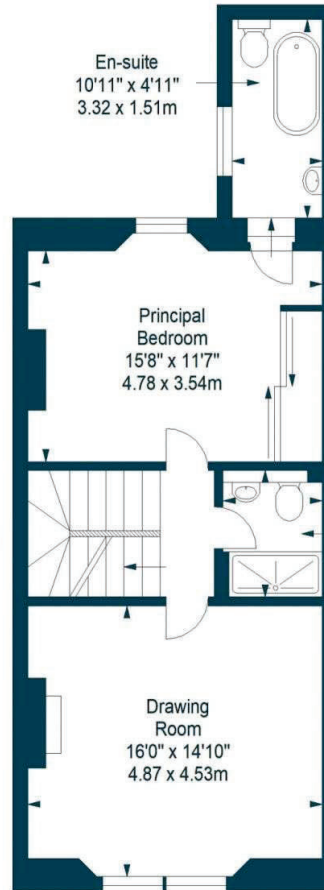 En-suite
10'11" x 4'11"
3.32 x 1.51m
Principal
Bedroom
15'8" x 11'7"
4.78 x 3.54m
Drawing
Room
16'0" x 14'10"
4.87 x 4.53m